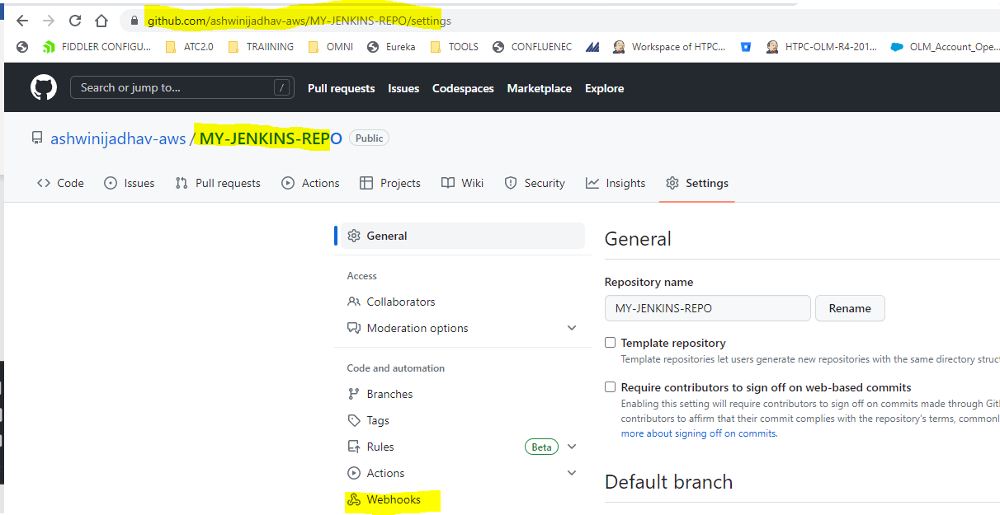 github.com/ashwinijadhav-aws/MY-JENKINS-REPO/settings
FIDDLER CONFIGU... ATC2.0 TRAIINING OMNI Eureka TOOLS CONFLUENEC Workspace of HTPC... HTPC-OLM-R4-201... OLM_Account_Ope...
Search or jump to... / Pull requests Issues Codespaces Marketplace Explore
ashwinijadhav-aws / MY-JENKINS-REPO Public
Code Issues Pull requests Actions Projects Wiki Security Insights Settings
General
Access
Collaborators
Moderation options
Code and automation
Branches
Tags
Rules Beta
Actions
Webhooks
General
Repository name
MY-JENKINS-REPO Rename
Template repository
Template repositories let users generate new repositories with the same directory struc
Require contributors to sign off on web-based commits
Enabling this setting will require contributors to sign off on commits made through Git
contributors to affirm that their commit complies with the repository's terms, commonl
more about signing off on commits.
Default branch